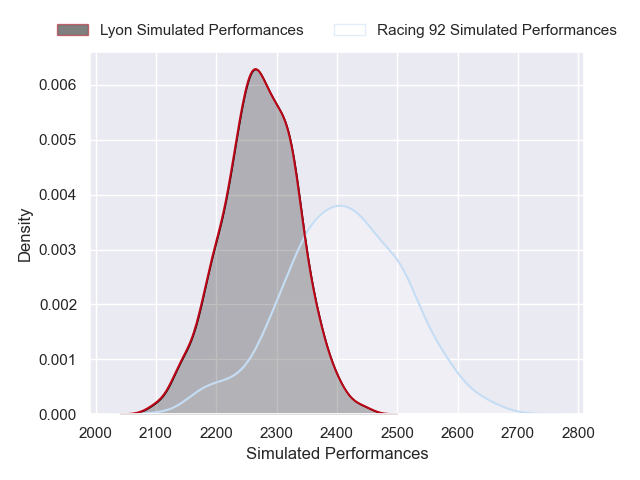 Lyon Simulated Performances Racing 92 Simulated Performances
0.006
0.005
0.004
0.003
0.002
0.001
0.000
Density
2000 2100 2200 2300 2400 2500 2600 2700 2800
Simulated Performances